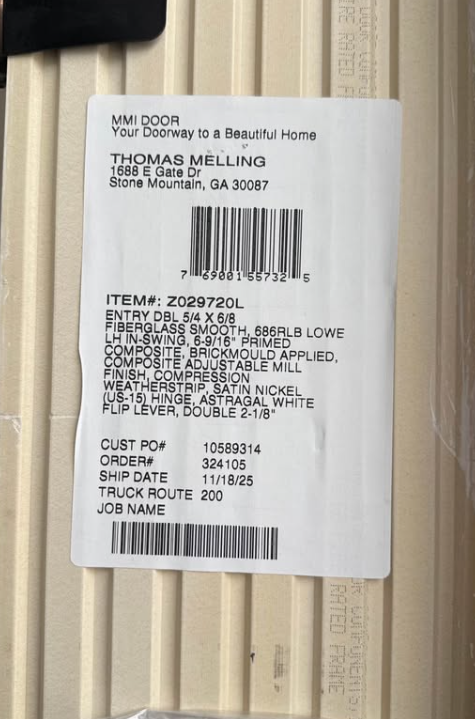 MMI DOOR
Your Doorway to a Beautiful Home
THOMAS MELLING
1688 E Gate Dr
Stone Mountain, GA 30087
7 69001 55732 5
ITEM#: Z029720L
ENTRY DBL 5/4 X 6/8
FIBERGLASS SMOOTH, 686RLB LOWE
LH IN-SWING, 6-9/16" PRIMED
COMPOSITE, BRICKMOULD APPLIED,
COMPOSITE ADJUSTABLE MILL
FINISH, COMPRESSION
WEATHERSTRIP, SATIN NICKEL
(US-15) HINGE, ASTRAGAL WHITE
FLIP LEVER, DOUBLE 2-1/8"
CUST PO# 10589314
ORDER# 324105
SHIP DATE 11/18/25
TRUCK ROUTE 200
JOB NAME
RATED
RATED FRAME